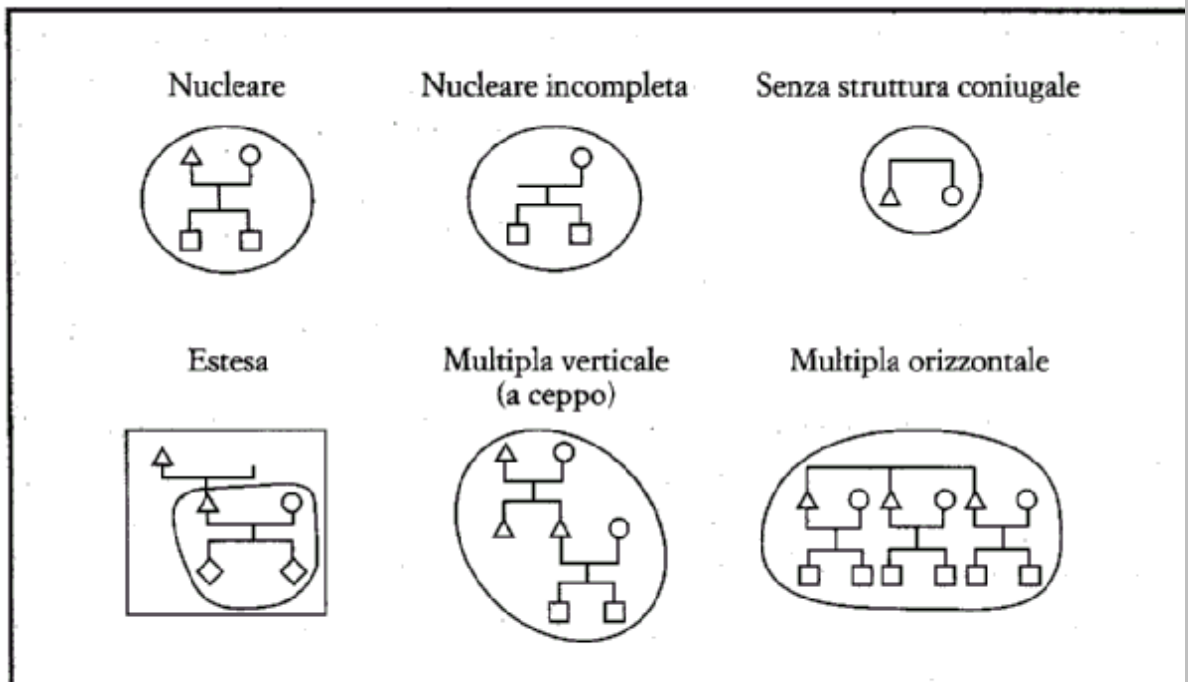 Nucleare
Nucleare incompleta
Senza struttura coniugale
Estesa
Multipla verticale
(a ceppo)
Multipla orizzontale